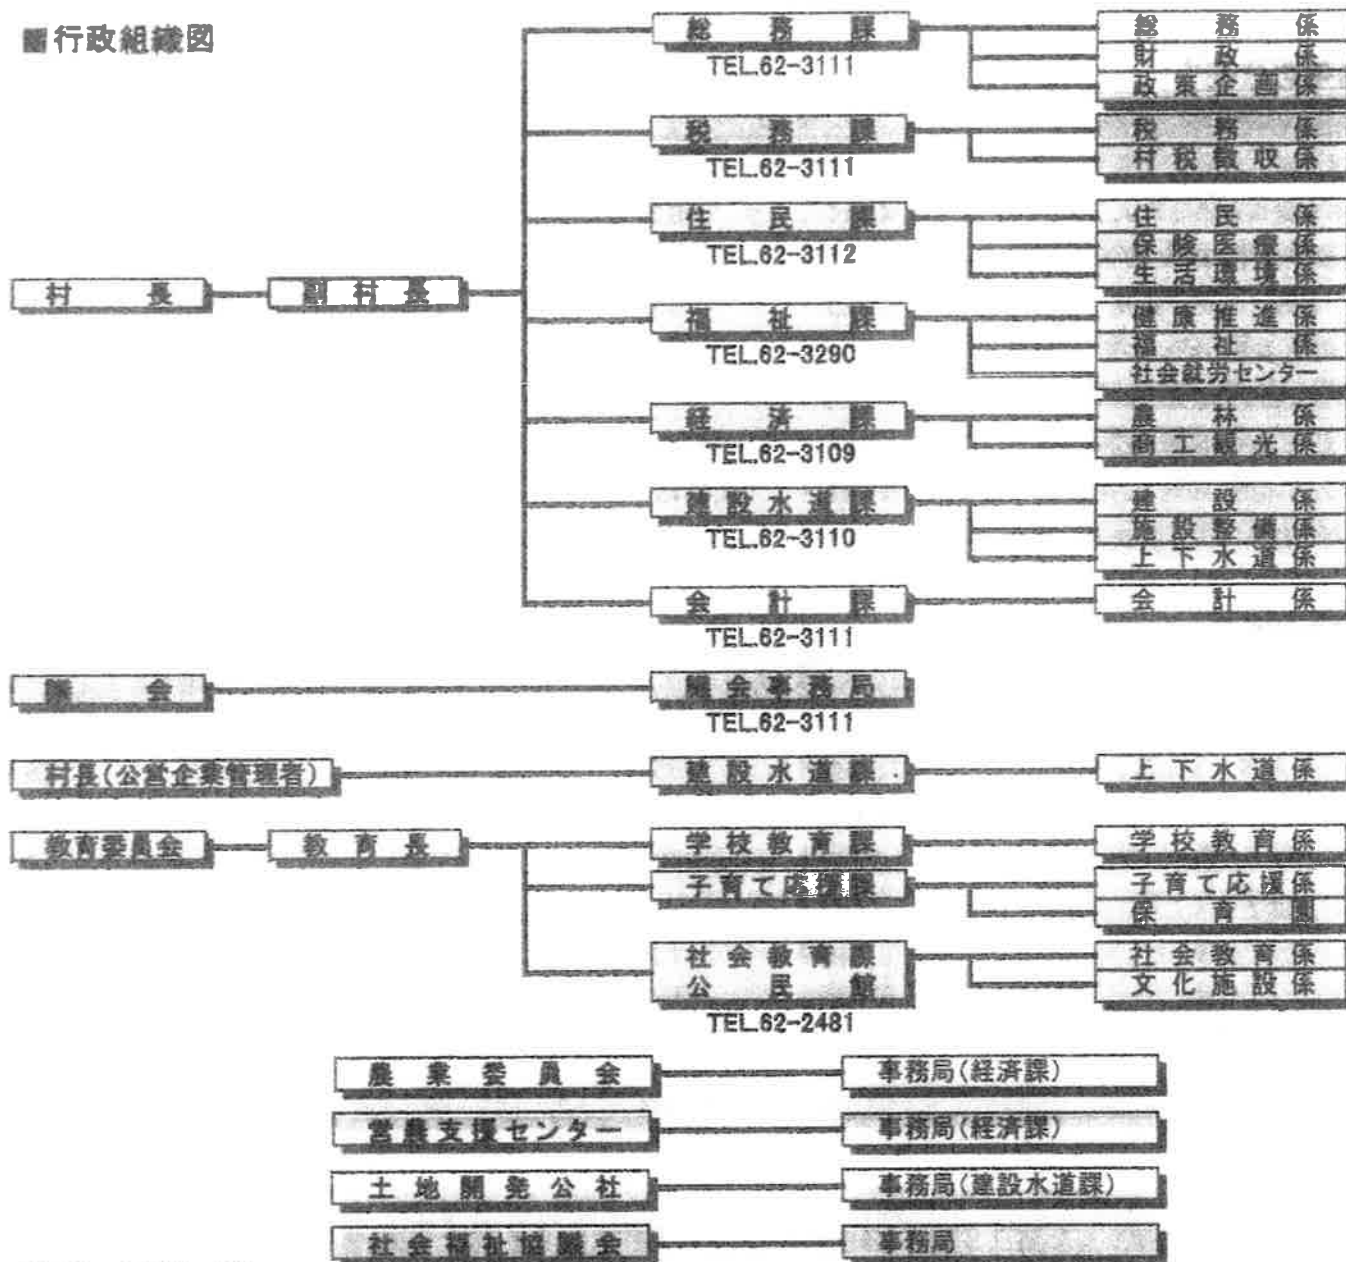 ■行政組織図
総務課
TEL.62-3111
総務係
財政係
政策企画係
税務課
TEL.62-3111
税務係
村税徴収係
住民課
TEL.62-3112
住民係
保険医療係
生活環境係
村長
副村長
福祉課
TEL.62-3290
健康推進係
福祉係
社会就労センター
経済課
TEL.62-3109
農林係
商工観光係
建設水道課
TEL.62-3110
建設係
施設整備係
上下水道係
会計課
TEL.62-3111
会計係
議会
議会事務局
TEL.62-3111
村長(公営企業管理者)
建設水道課
上下水道係
教育委員会
教育長
学校教育課
学校教育係
子育て応援課
子育て応援係
保育園
社会教育課
公民館
TEL.62-2481
社会教育係
文化施設係
農業委員会
事務局(経済課)
営農支援センター
事務局(経済課)
土地開発公社
事務局(建設水道課)
社会福祉協議会
事務局